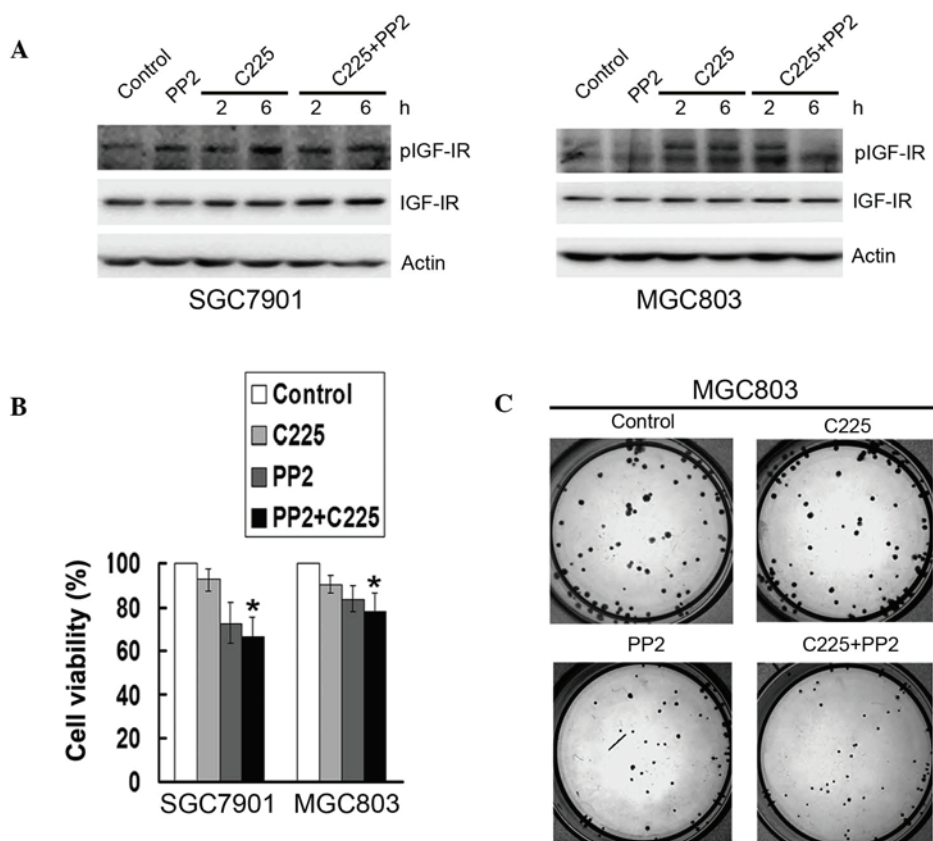 A
Control PP2 C225 C225+PP2
2 6 2 6 h
pIGF-IR
IGF-IR
Actin
SGC7901
Control PP2 C225 C225+PP2
2 6 2 6 h
pIGF-IR
IGF-IR
Actin
MGC803
B
Control
C225
PP2
PP2+C225
Cell viability (%)
100
80
60
40
20
0
* *
SGC7901 MGC803
C
MGC803
Control C225
PP2 C225+PP2